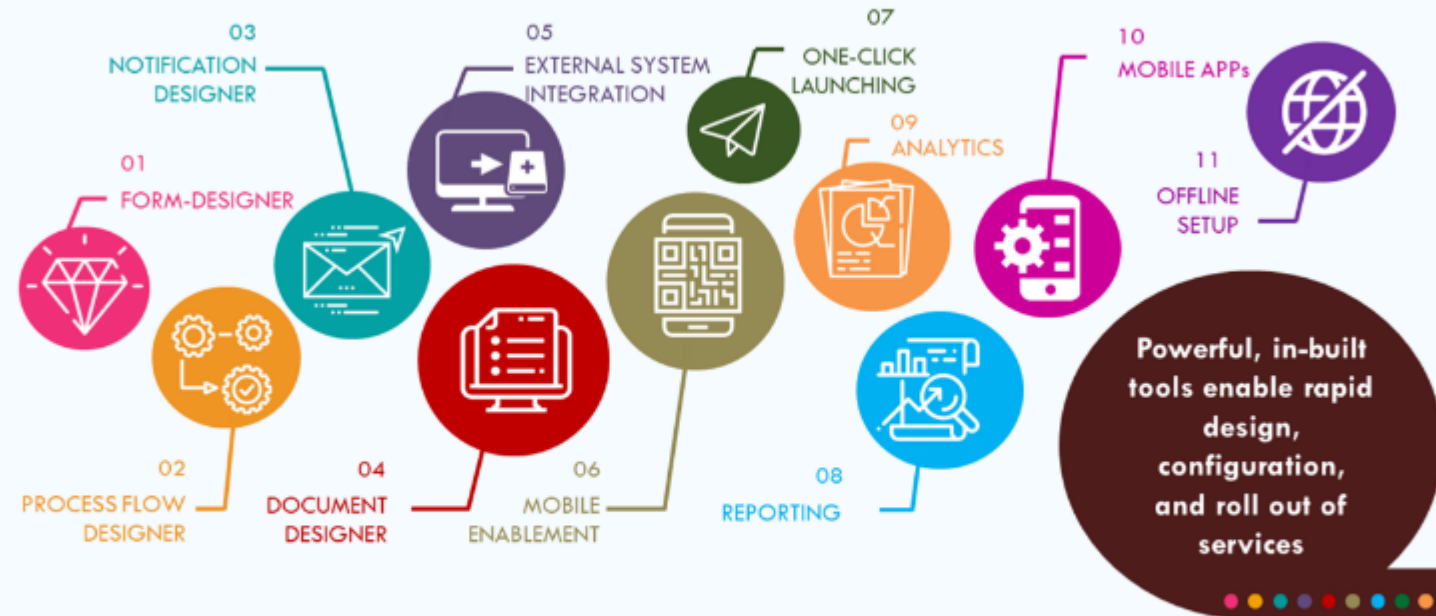 01
FORM-DESIGNER
02
PROCESS FLOW
DESIGNER
03
NOTIFICATION
DESIGNER
04
DOCUMENT
DESIGNER
05
EXTERNAL SYSTEM
INTEGRATION
06
MOBILE
ENABLEMENT
07
ONE-CLICK
LAUNCHING
08
REPORTING
09
ANALYTICS
10
MOBILE APPs
11
OFFLINE
SETUP
Powerful, in-built
tools enable rapid
design,
configuration,
and roll out of
services